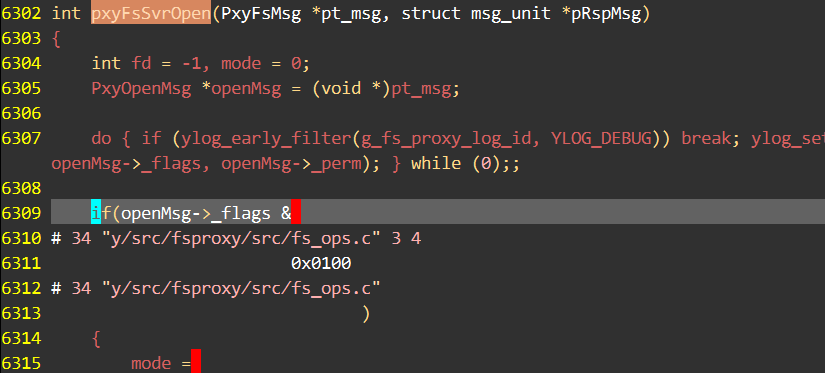 6302 int pxyFsSvrOpen(PxyFsMsg *pt_msg, struct msg_unit *pRspMsg)
6303 {
6304     int fd = -1, mode = 0;
6305     PxyOpenMsg *openMsg = (void *)pt_msg;
6306
6307     do { if (ylog_early_filter(g_fs_proxy_log_id, YLOG_DEBUG)) break; ylog_set
openMsg->_flags, openMsg->_perm); } while (0);;
6308
6309     if(openMsg->_flags &
6310 # 34 "y/src/fsproxy/src/fs_ops.c" 3 4
6311                         0x0100
6312 # 34 "y/src/fsproxy/src/fs_ops.c"
6313                               )
6314     {
6315         mode =